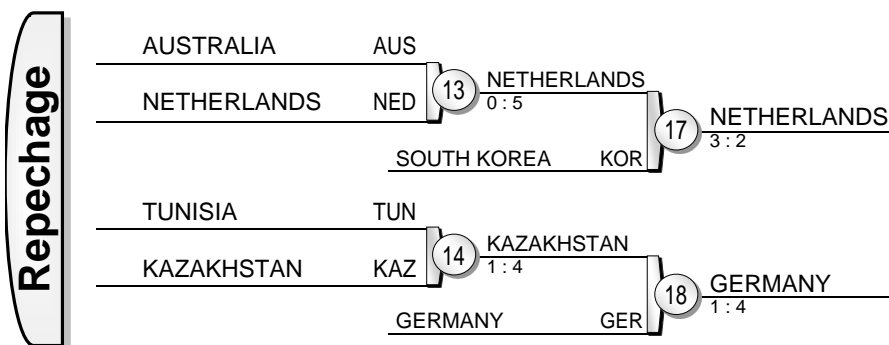 Repechage
AUSTRALIA AUS
NETHERLANDS NED
13 NETHERLANDS
0 : 5
SOUTH KOREA KOR
17 NETHERLANDS
3 : 2
TUNISIA TUN
KAZAKHSTAN KAZ
14 KAZAKHSTAN
1 : 4
GERMANY GER
18 GERMANY
1 : 4